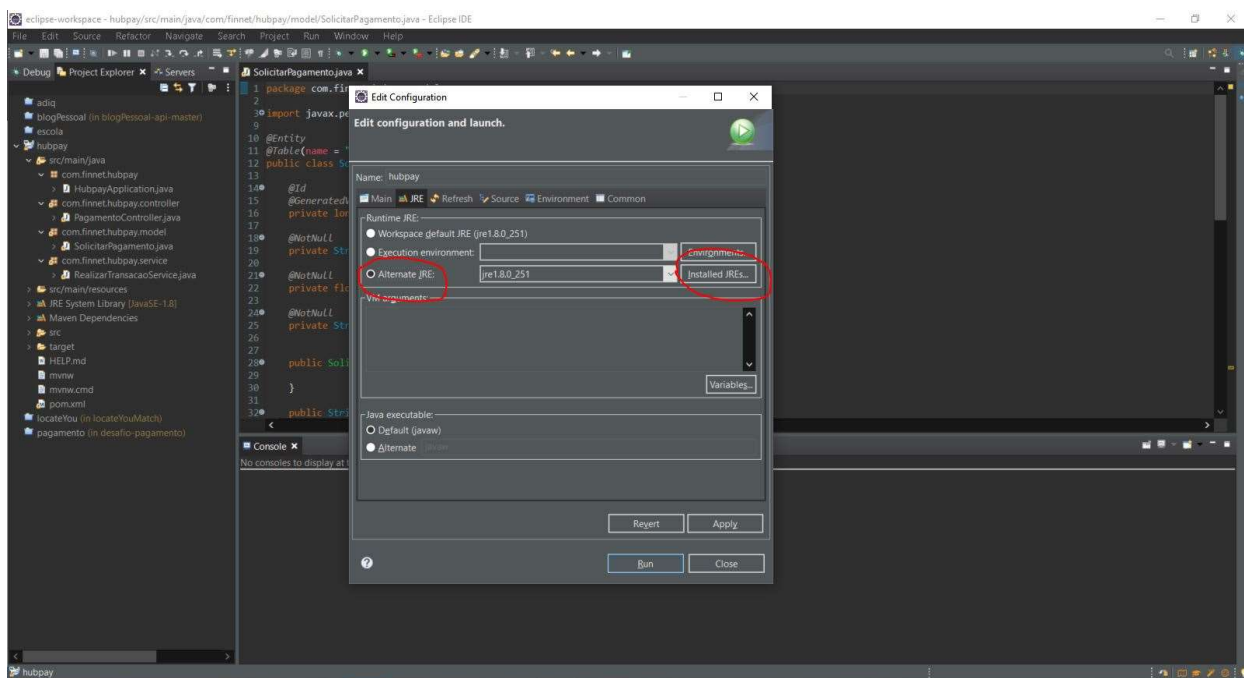 eclipse-workspace - hubpay/src/main/java/com/finnet/hubpay/model/SolicitarPagamento.java - Eclipse IDE
File Edit Source Refactor Navigate Search Project Run Window Help
Debug Project Explorer Servers
adiq
blogPessoal (in blogPessoal-api-master)
escola
hubpay
src/main/java
com.finnet.hubpay
HubpayApplication.java
com.finnet.hubpay.controller
PagamentoController.java
com.finnet.hubpay.model
SolicitarPagamento.java
com.finnet.hubpay.service
RealizarTransacaoService.java
src/main/resources
JRE System Library [JavaSE-1.8]
Maven Dependencies
src
target
HELP.md
mvnw
mvnw.cmd
pom.xml
locateYou (in locateYouMatch)
pagamento (in desafio-pagamento)
SolicitarPagamento.java
1 package com.fin
2
3 import javax.pe
9
10 @Entity
11 @Table(name = "
12 public class So
13
14 @Id
15 @GeneratedV
16 private lon
17
18 @NotNull
19 private Str
20
21 @NotNull
22 private flo
23
24 @NotNull
25 private Str
26
27
28 public Soli
29
30 }
31
32 public Stri
Edit Configuration
Edit configuration and launch.
Name: hubpay
Main JRE Refresh Source Environment Common
Runtime JRE:
Workspace default JRE (jre1.8.0_251)
Execution environment: Environments...
Alternate JRE: jre1.8.0_251 Installed JREs...
VM arguments:
Variables...
Java executable:
Default (javaw)
Alternate
Revert Apply
Run Close
Console
No consoles to display at
hubpay